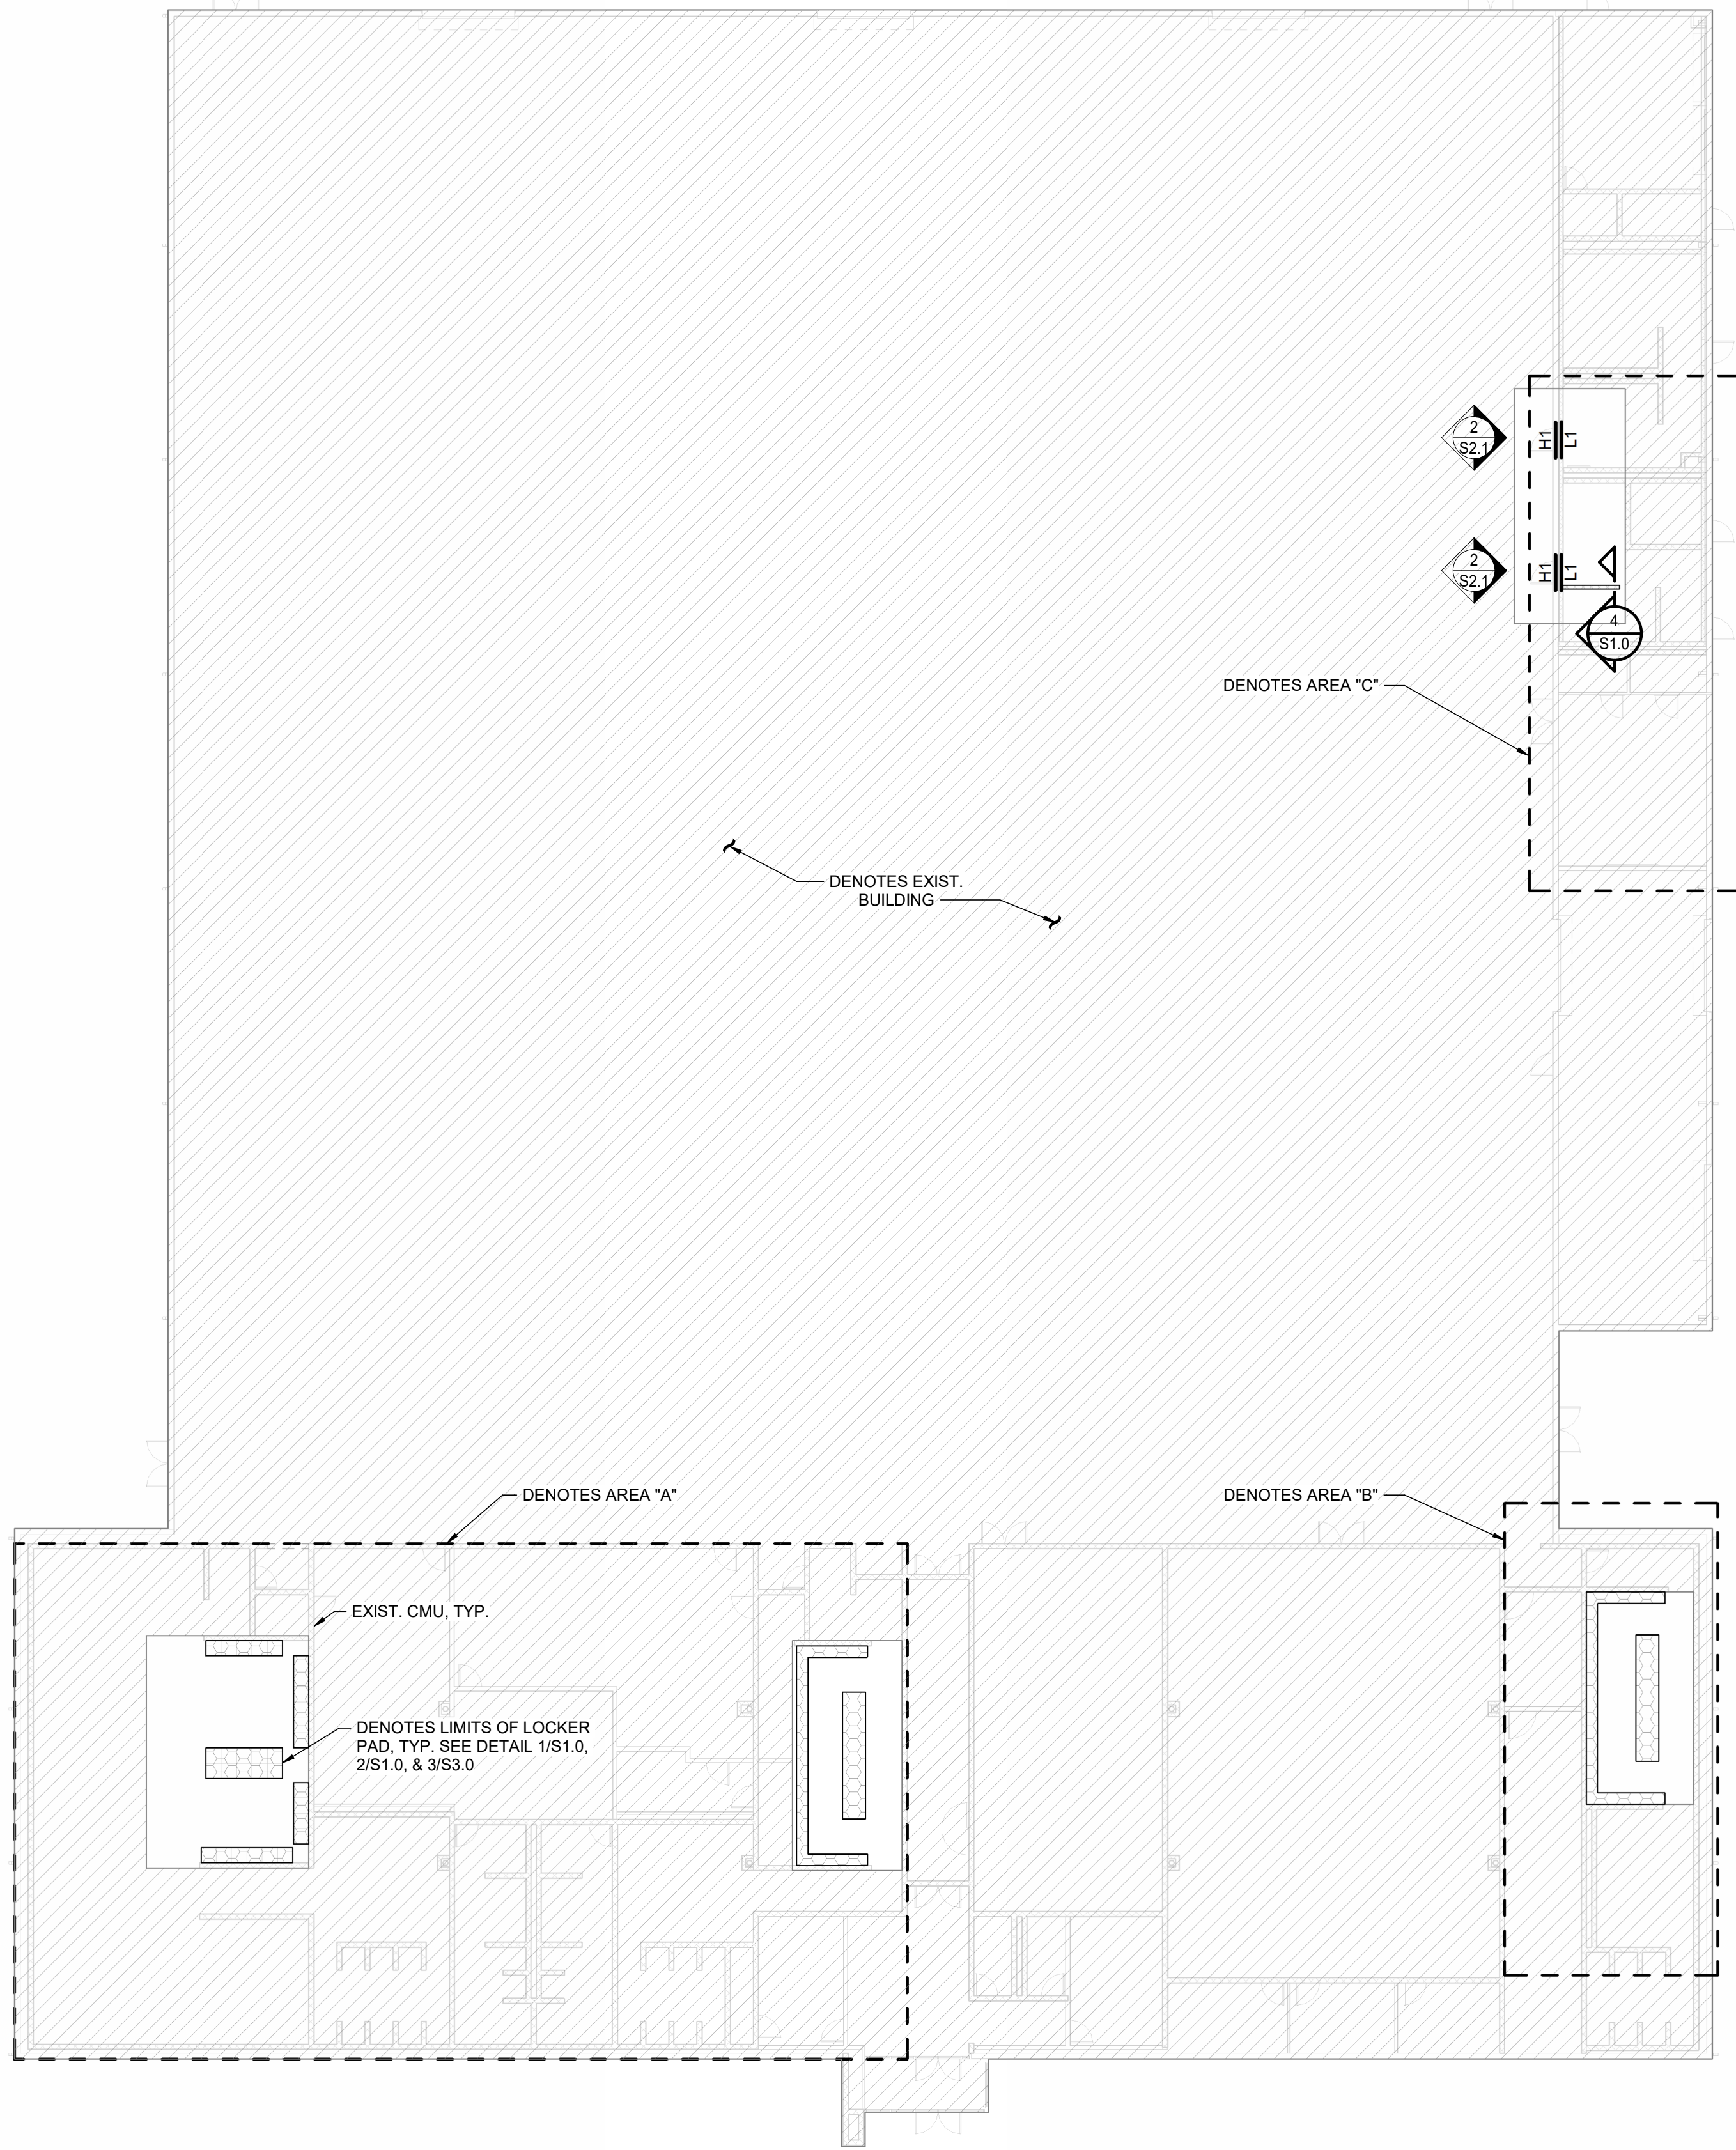 2
S2.1
H1
L1
2
S2.1
H1
L1
4
S1.0
DENOTES AREA "C"
DENOTES EXIST.
BUILDING
DENOTES AREA "A"
DENOTES AREA "B"
EXIST. CMU, TYP.
DENOTES LIMITS OF LOCKER
PAD, TYP. SEE DETAIL 1/S1.0,
2/S1.0, & 3/S3.0